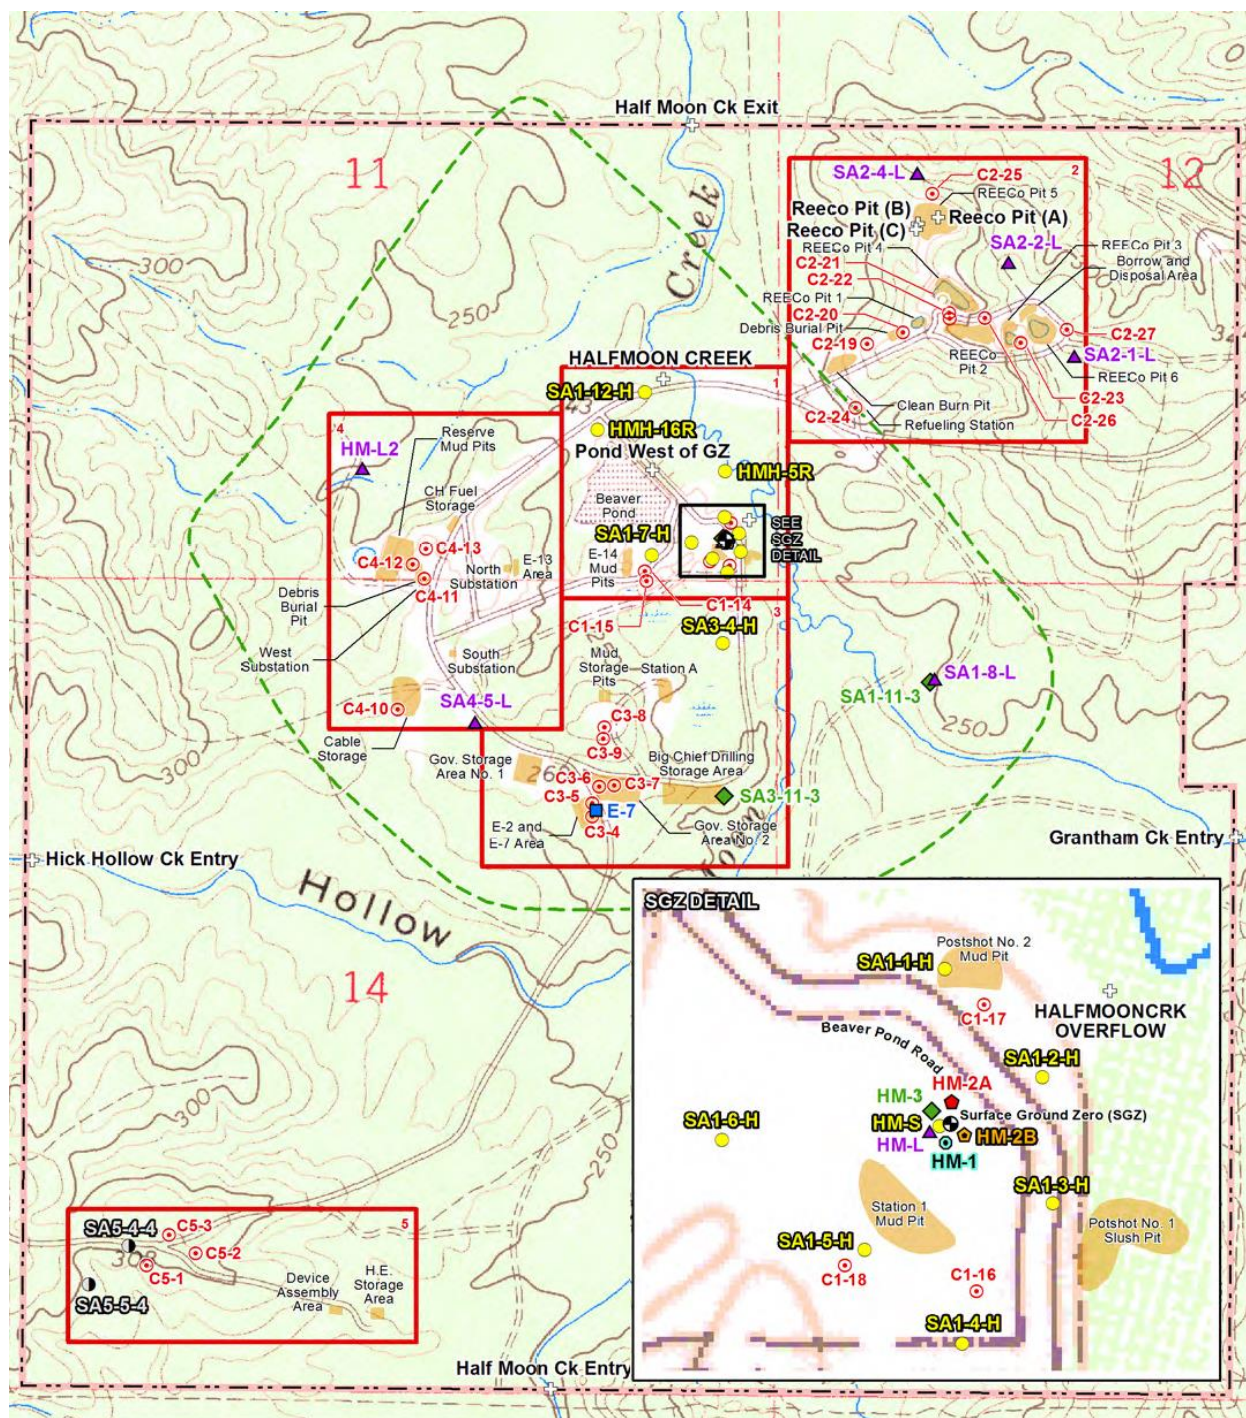 Half Moon Ck Exit
11
12
2
SA2-4-L
C2-25
REECo Pit 5
Reeco Pit (B)
Reeco Pit (A)
Reeco Pit (C)
REECo Pit 4
SA2-2-L
REECo Pit 3
C2-21
Borrow and
Disposal Area
C2-22
REECo Pit 1
C2-20
Debris Burial Pit
C2-19
C2-27
SA2-1-L
REECo
Pit 2
REECo Pit 6
C2-23
Clean Burn Pit
C2-24
Refueling Station
C2-26
Creek
300
250
HALFMOON CREEK
1
SA1-12-H
HMH-16R
Pond West of GZ
HMH-5R
Beaver
Pond
SA1-7-H
SEE
SGZ
DETAIL
E-14
Mud
Pits
C1-14
C1-15
4
Reserve
Mud Pits
HM-L2
CH Fuel
Storage
C4-13
C4-12
C4-11
North
Substation
E-13
Area
Debris
Burial
Pit
West
Substation
South
Substation
C4-10
SA4-5-L
Cable
Storage
300
3
SA3-4-H
Mud
Storage
Pits
Station A
C3-8
C3-9
Gov. Storage
Area No. 1
Big Chief Drilling
Storage Area
C3-6
C3-7
C3-5
E-7
SA3-11-3
C3-4
E-2 and
E-7 Area
Gov. Storage
Area No. 2
SA1-8-L
SA1-11-3
250
Grantham Ck Entry
Hick Hollow Ck Entry
Hollow
14
300
250
5
SA5-4-4
C5-3
C5-2
C5-1
300
SA5-5-4
Device
Assembly
Area
H.E.
Storage
Area
Half Moon Ck Entry
SGZ DETAIL
Postshot No. 2
Mud Pit
SA1-1-H
C1-17
HALFMOONCRK
OVERFLOW
Beaver Pond Road
SA1-2-H
HM-2A
HM-3
Surface Ground Zero (SGZ)
HM-S
HM-L
HM-2B
HM-1
SA1-6-H
SA1-3-H
Station 1
Mud Pit
Potshot No. 1
Slush Pit
SA1-5-H
C1-18
C1-16
SA1-4-H